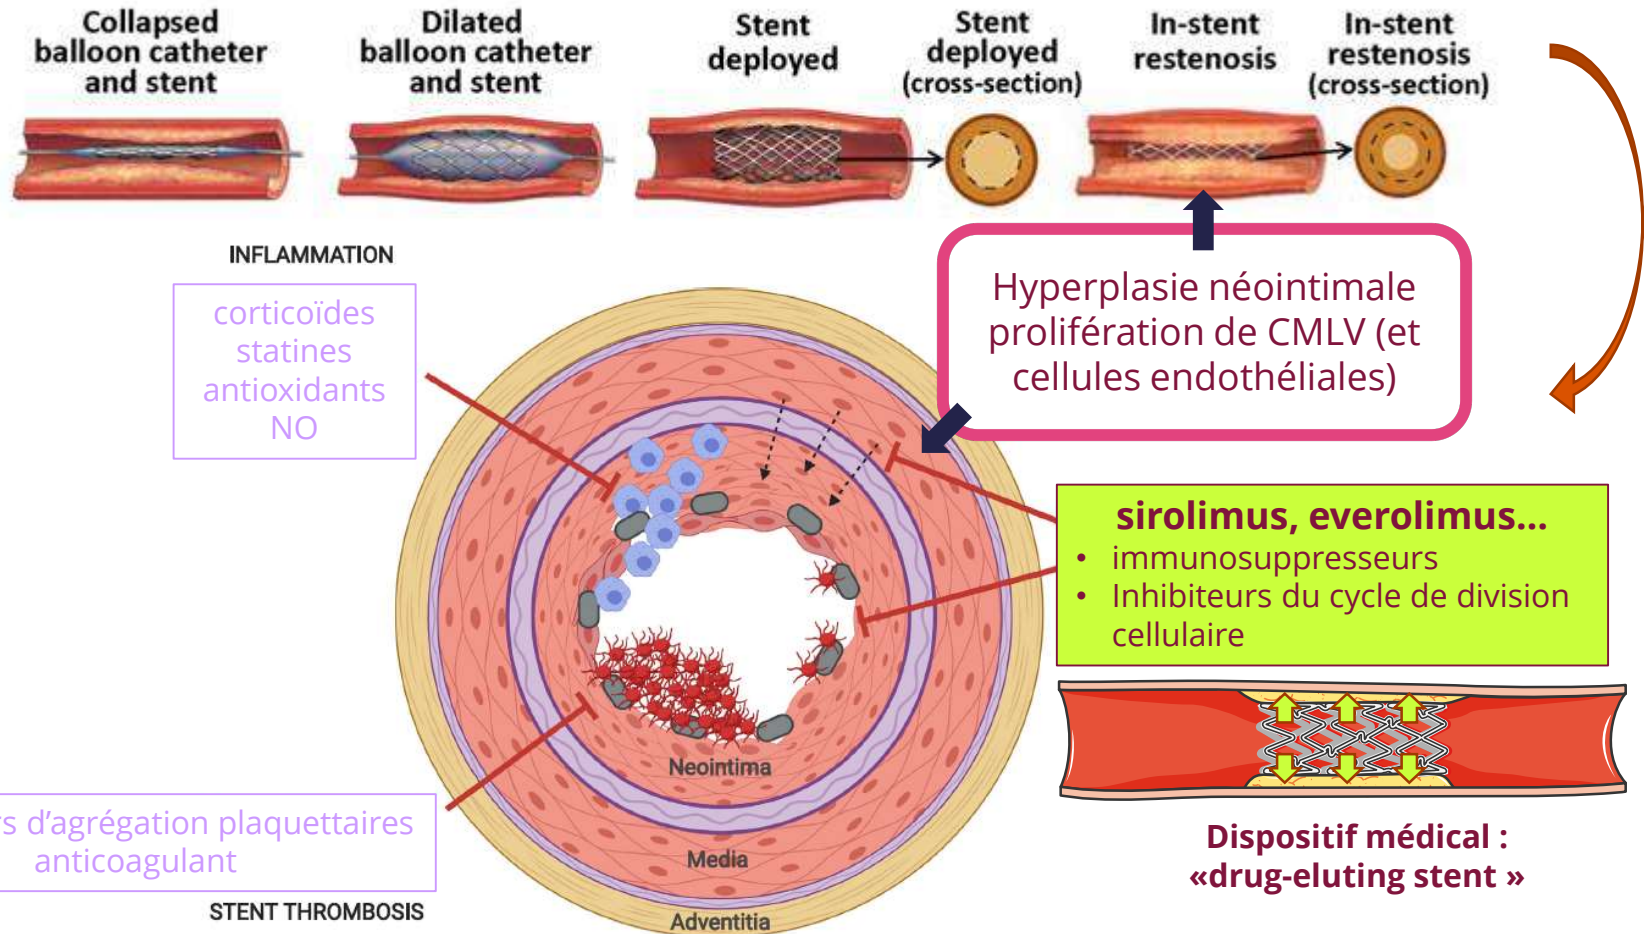 Collapsed
balloon catheter
and stent
Dilated
balloon catheter
and stent
Stent
deployed
Stent
deployed
(cross-section)
In-stent
restenosis
In-stent
restenosis
(cross-section)
INFLAMMATION
corticoïdes
statines
antioxidants
NO
Hyperplasie néointimale
prolifération de CMLV (et
cellules endothéliales)
sirolimus, everolimus...
• immunosuppresseurs
• Inhibiteurs du cycle de division
cellulaire
Neointima
Media
Adventitia
d’agrégation plaquettaires
anticoagulant
STENT THROMBOSIS
Dispositif médical :
«drug-eluting stent »